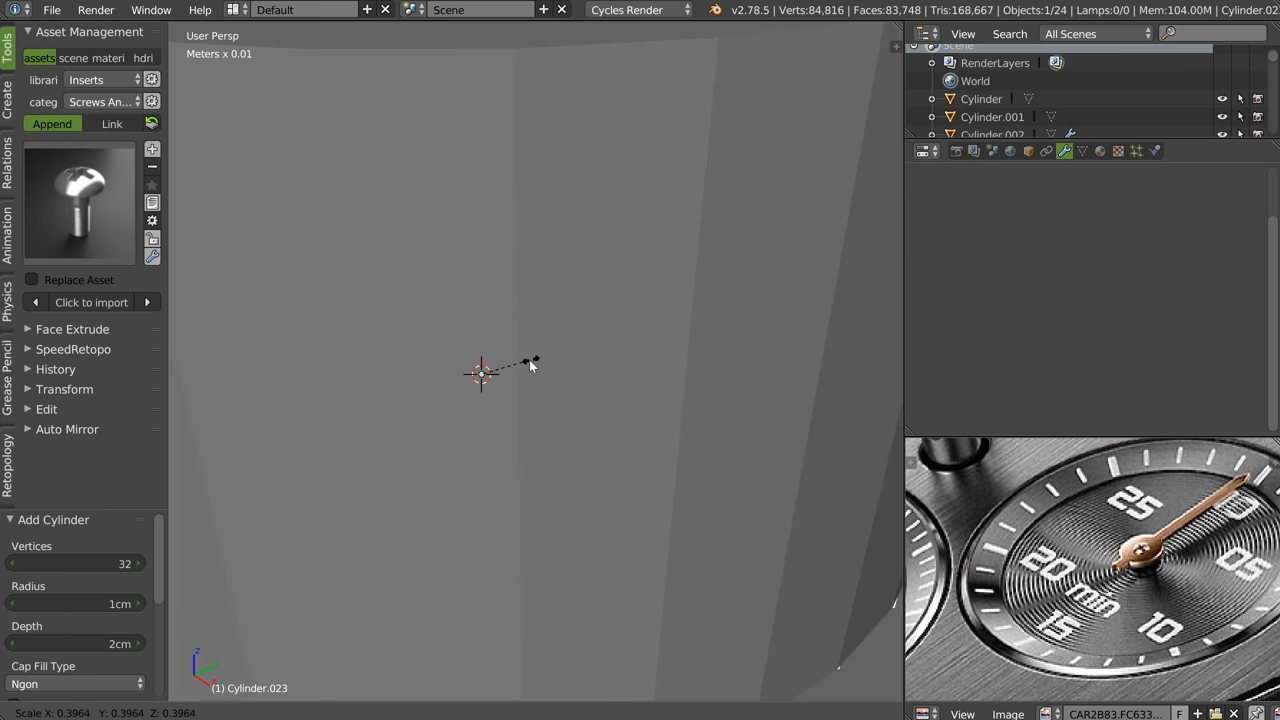 File Render Window Help Default Scene Cycles Render v2.78.5 | Verts:84,816 | Faces:83,748 | Tris:168,667 | Objects:1/24 | Lamps:0/0 | Mem:104.00M | Cylinder.02
Tools
Create
Relations
Animation
Physics
Grease Pencil
Retopology
Asset Management
assets scene materi hdri
librari Inserts
categ Screws An...
Append Link
Replace Asset
Click to import
Face Extrude
SpeedRetopo
History
Transform
Edit
Auto Mirror
Add Cylinder
Vertices
32
Radius
1cm
Depth
2cm
Cap Fill Type
Ngon
User Persp
Meters x 0.01
z
(1) Cylinder.023
Scale X: 0.3964 Y: 0.3964 Z: 0.3964
View Search All Scenes
Scene
RenderLayers
World
Cylinder
Cylinder.001
Cylinder.002
25
05
10
15
20
min
View Image CAR2B83.FC633... F